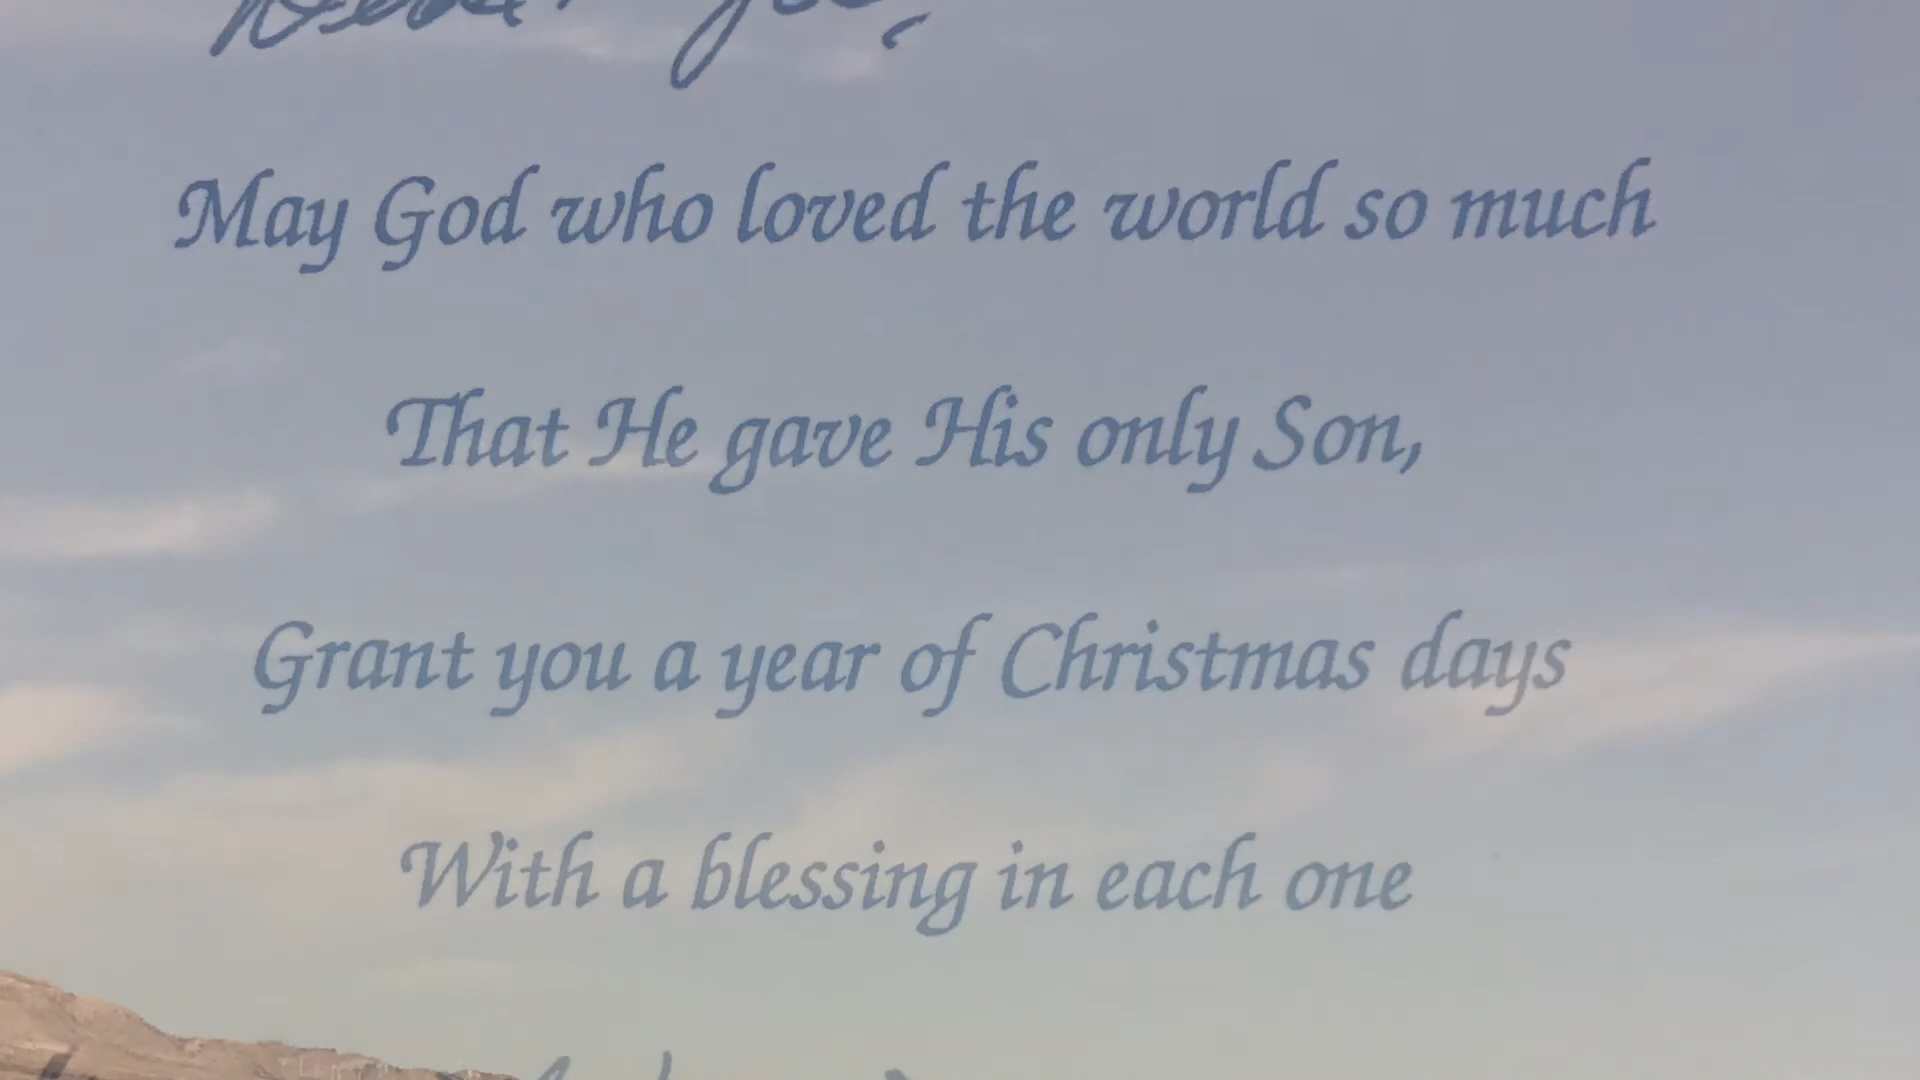 May God who loved the world so much
That He gave His only Son,
Grant you a year of Christmas days
With a blessing in each one